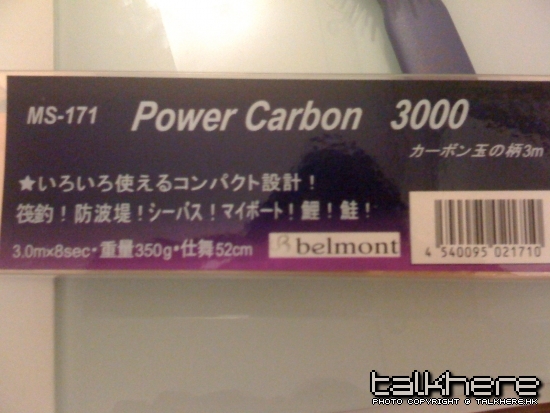 MS-171 Power Carbon 3000
カーボン玉の柄3m
★いろいろ使えるコンパクト設計！
筏釣！防波堤！シーバス！マイボート！鯉！鮭！
3.0m×8sec・重量350g・仕舞52cm
belmont
4 540095 021710
talkhere
PHOTO COPYRIGHT @ TALKHERE.HK